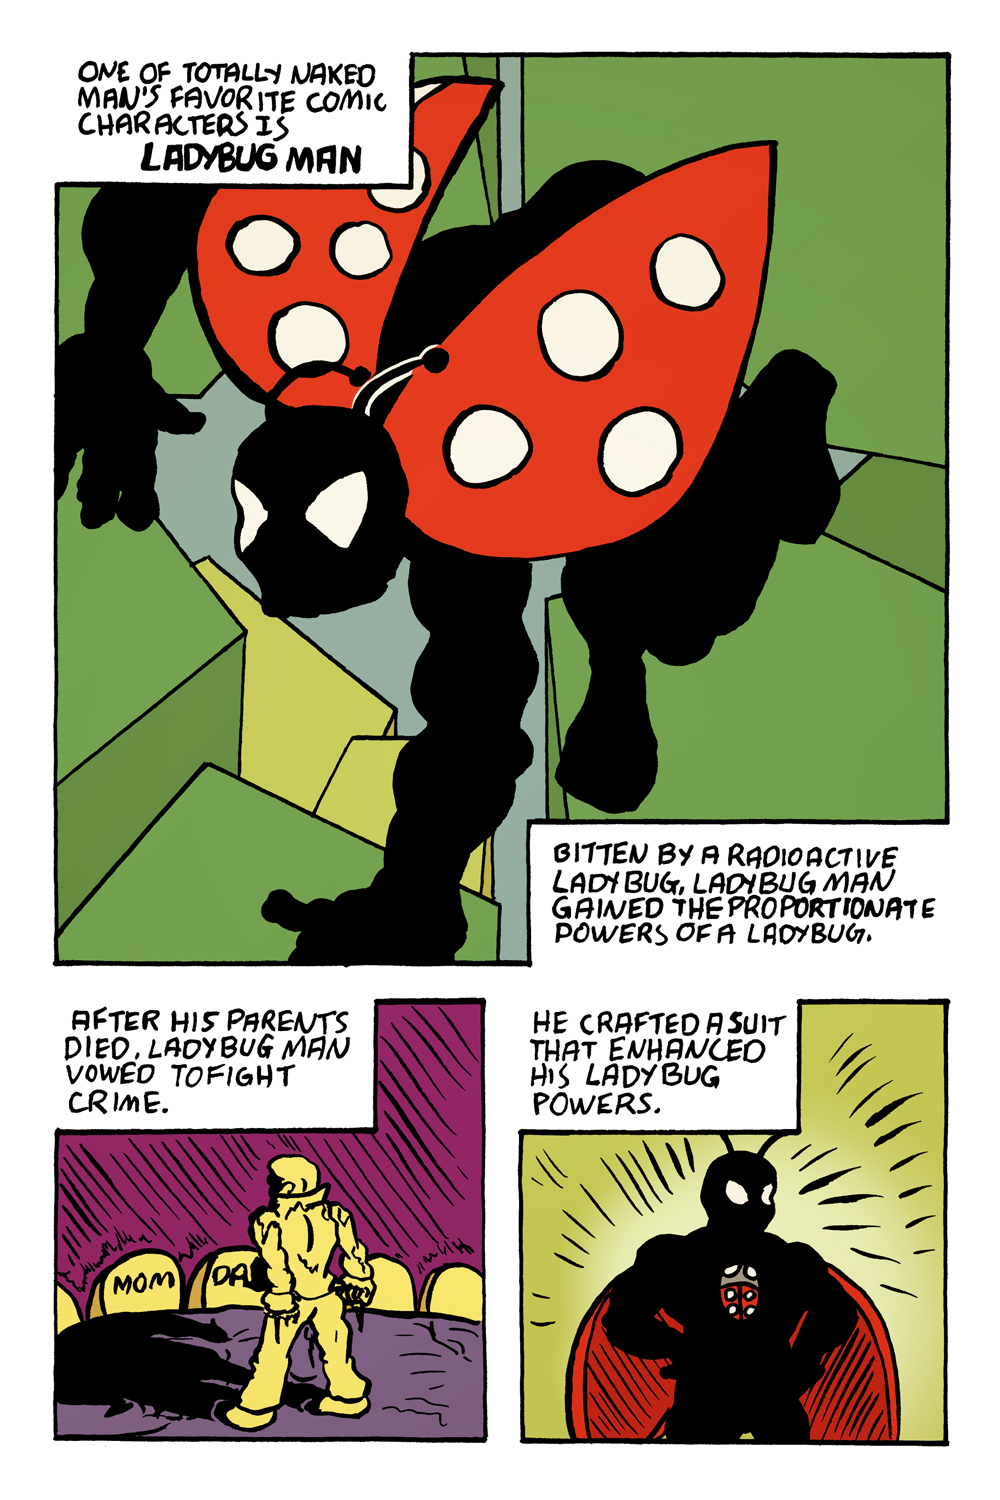 ONE OF TOTALLY NAKED
MAN'S FAVORITE COMIC
CHARACTERS IS
LADYBUG MAN
BITTEN BY A RADIOACTIVE
LADYBUG, LADYBUG MAN
GAINED THE PROPORTIONATE
POWERS OF A LADYBUG.
AFTER HIS PARENTS
DIED, LADYBUG MAN
VOWED TO FIGHT
CRIME.
MOM
DA
HE CRAFTED A SUIT
THAT ENHANCED
HIS LADYBUG
POWERS.